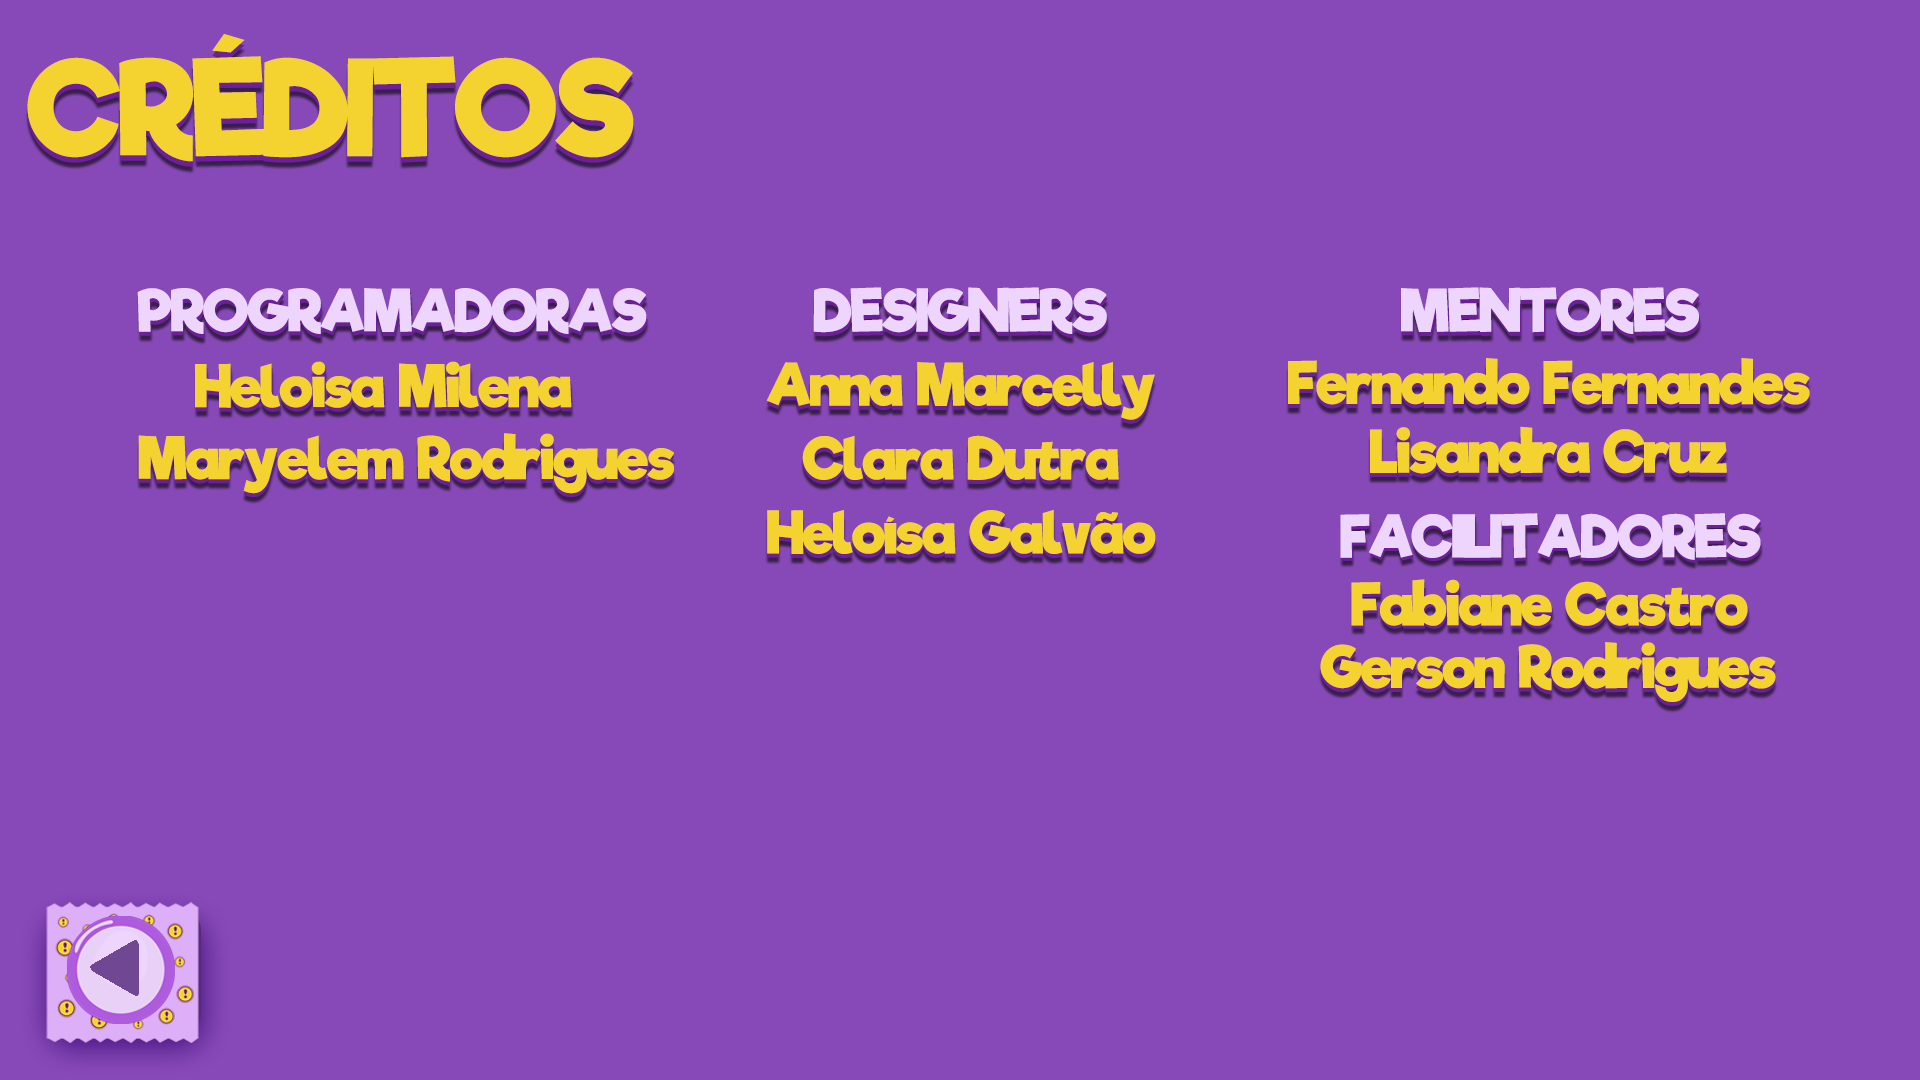 CRÉDITOS
PROGRAMADORAS
Heloisa Milena
Maryelem Rodrigues
DESIGNERS
Anna Marcelly
Clara Dutra
Heloísa Galvão
MENTORES
Fernando Fernandes
Lisandra Cruz
FACILITADORES
Fabiane Castro
Gerson Rodrigues